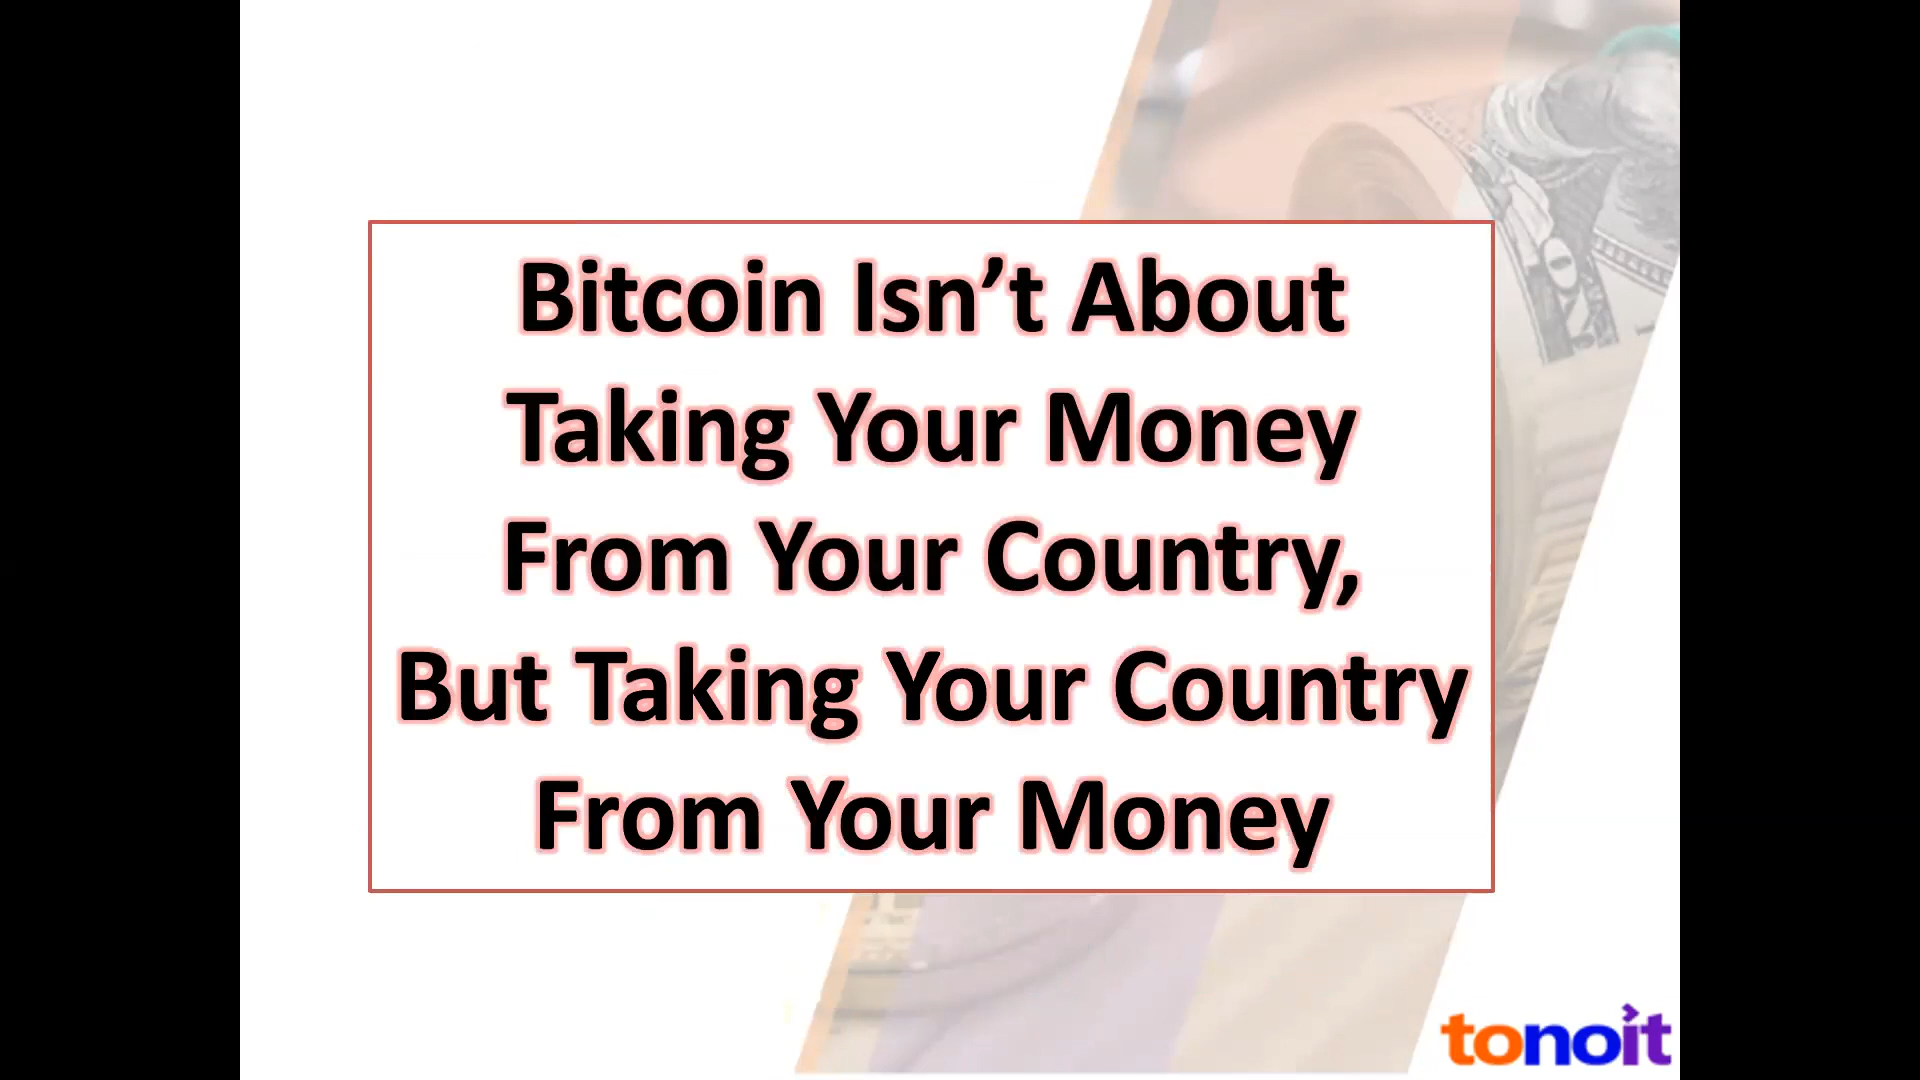 Bitcoin Isn’t About
Taking Your Money
From Your Country,
But Taking Your Country
From Your Money
tonoit